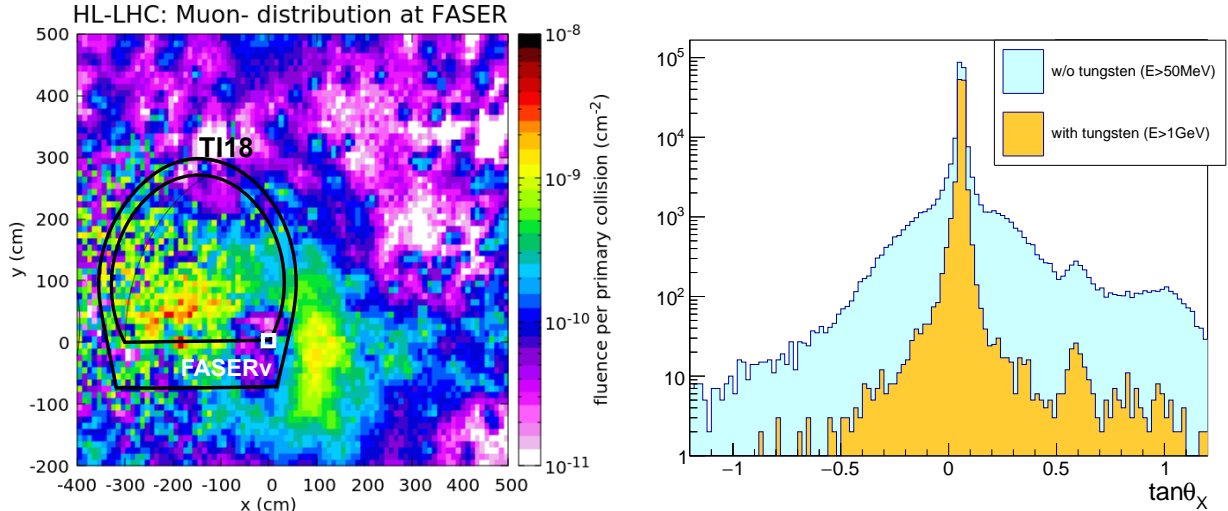 HL-LHC: Muon- distribution at FASER
500
400
300
200
100
0
-100
-200
-400 -300 -200 -100 0 100 200 300 400 500
x (cm)
y (cm)
TI18
FASERν
10⁻⁸
10⁻⁹
10⁻¹⁰
10⁻¹¹
fluence per primary collision (cm⁻²)
10⁵
10⁴
10³
10²
10
1
−1 −0.5 0 0.5 1
tanθ_X
w/o tungsten (E>50MeV)
with tungsten (E>1GeV)